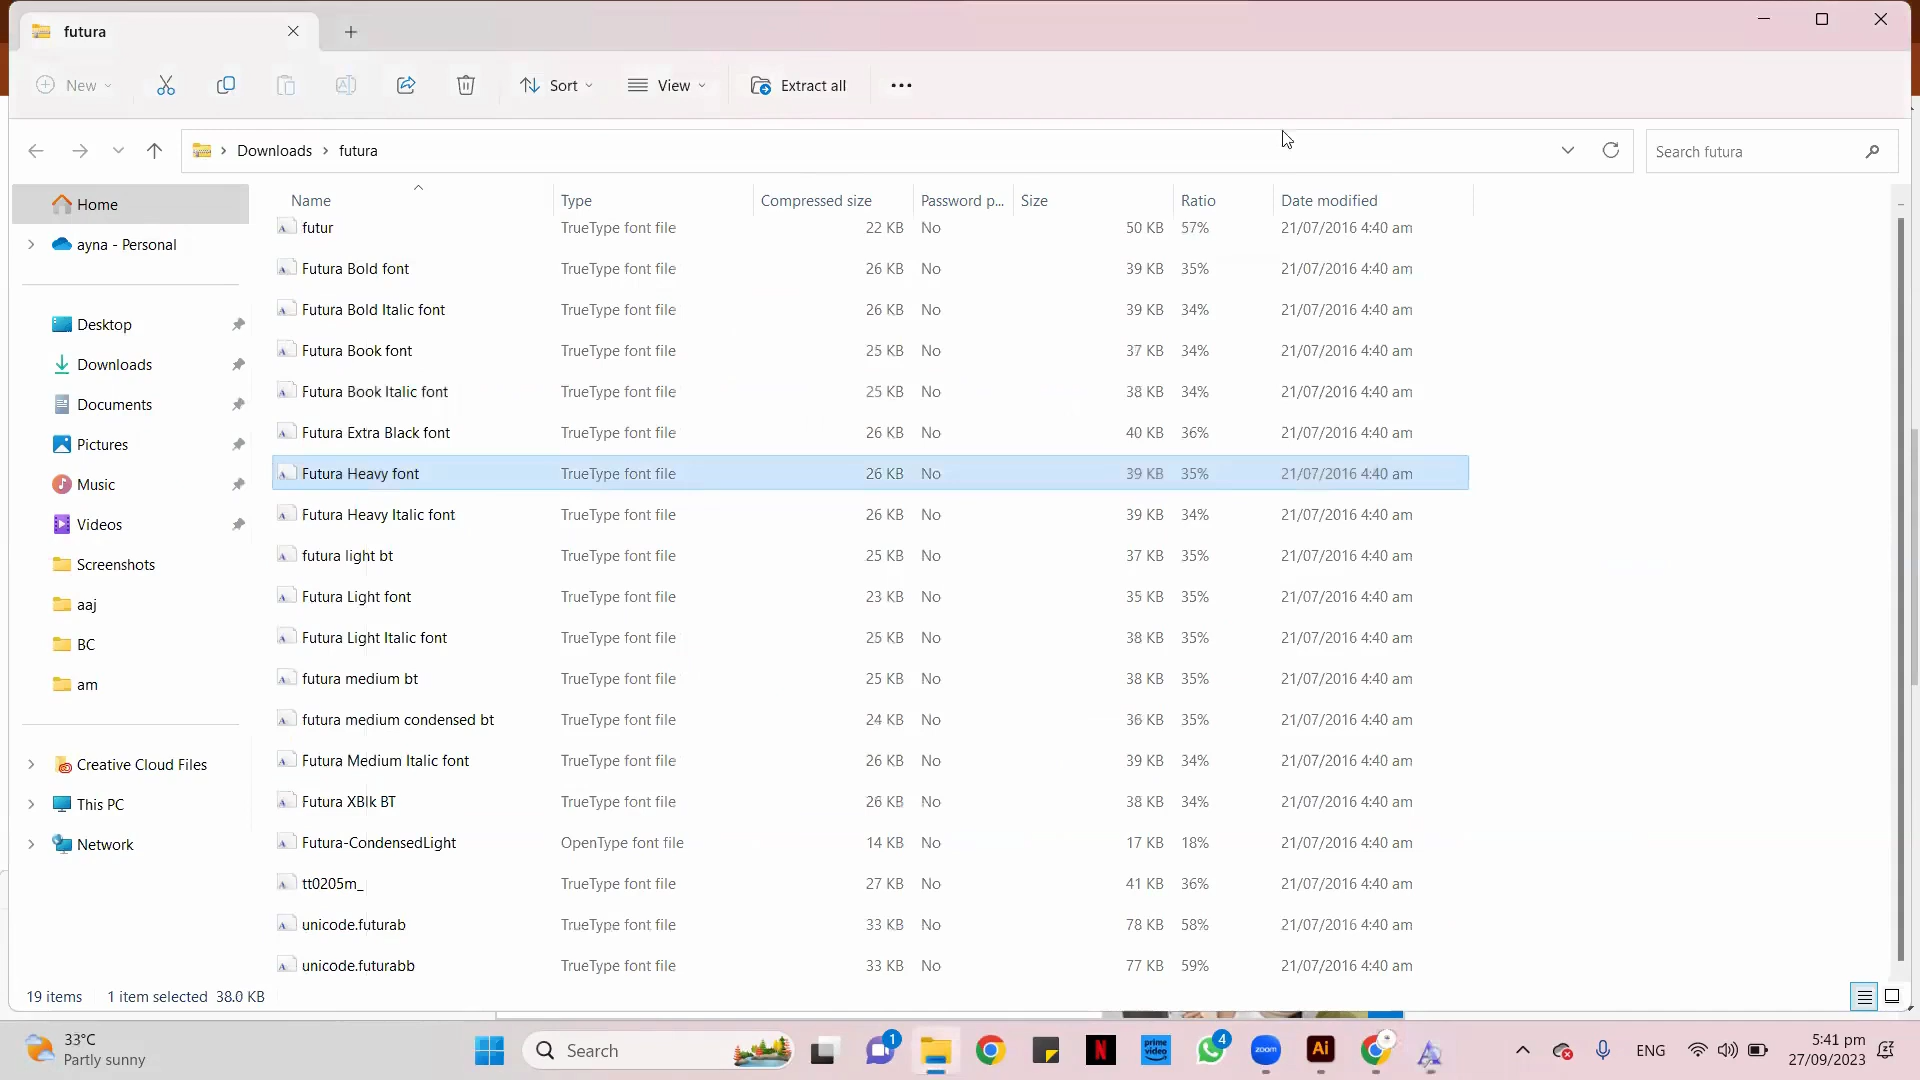 futura
New
Sort
View
Extract all
Downloads
futura
Search futura
Name
Type
Compressed size
Password p...
Size
Ratio
Date modified
futur TrueType font file 22 KB No 50 KB 57% 21/07/2016 4:40 am
Futura Bold font TrueType font file 26 KB No 39 KB 35% 21/07/2016 4:40 am
Futura Bold Italic font TrueType font file 26 KB No 39 KB 34% 21/07/2016 4:40 am
Futura Book font TrueType font file 25 KB No 37 KB 34% 21/07/2016 4:40 am
Futura Book Italic font TrueType font file 25 KB No 38 KB 34% 21/07/2016 4:40 am
Futura Extra Black font TrueType font file 26 KB No 40 KB 36% 21/07/2016 4:40 am
Futura Heavy font TrueType font file 26 KB No 39 KB 35% 21/07/2016 4:40 am
Futura Heavy Italic font TrueType font file 26 KB No 39 KB 34% 21/07/2016 4:40 am
futura light bt TrueType font file 25 KB No 37 KB 35% 21/07/2016 4:40 am
Futura Light font TrueType font file 23 KB No 35 KB 35% 21/07/2016 4:40 am
Futura Light Italic font TrueType font file 25 KB No 38 KB 35% 21/07/2016 4:40 am
futura medium bt TrueType font file 25 KB No 38 KB 35% 21/07/2016 4:40 am
futura medium condensed bt TrueType font file 24 KB No 36 KB 35% 21/07/2016 4:40 am
Futura Medium Italic font TrueType font file 26 KB No 39 KB 34% 21/07/2016 4:40 am
Futura XBlk BT TrueType font file 26 KB No 38 KB 34% 21/07/2016 4:40 am
Futura-CondensedLight OpenType font file 14 KB No 17 KB 18% 21/07/2016 4:40 am
tt0205m_ TrueType font file 27 KB No 41 KB 36% 21/07/2016 4:40 am
unicode.futurab TrueType font file 33 KB No 78 KB 58% 21/07/2016 4:40 am
unicode.futurabb TrueType font file 33 KB No 77 KB 59% 21/07/2016 4:40 am
Home
ayna - Personal
Desktop
Downloads
Documents
Pictures
Music
Videos
Screenshots
aaj
BC
am
Creative Cloud Files
This PC
Network
19 items 1 item selected 38.0 KB
33°C
Partly sunny
Search
1
N
prime
video
4
zoom
Ai
ENG
5:41 pm
27/09/2023